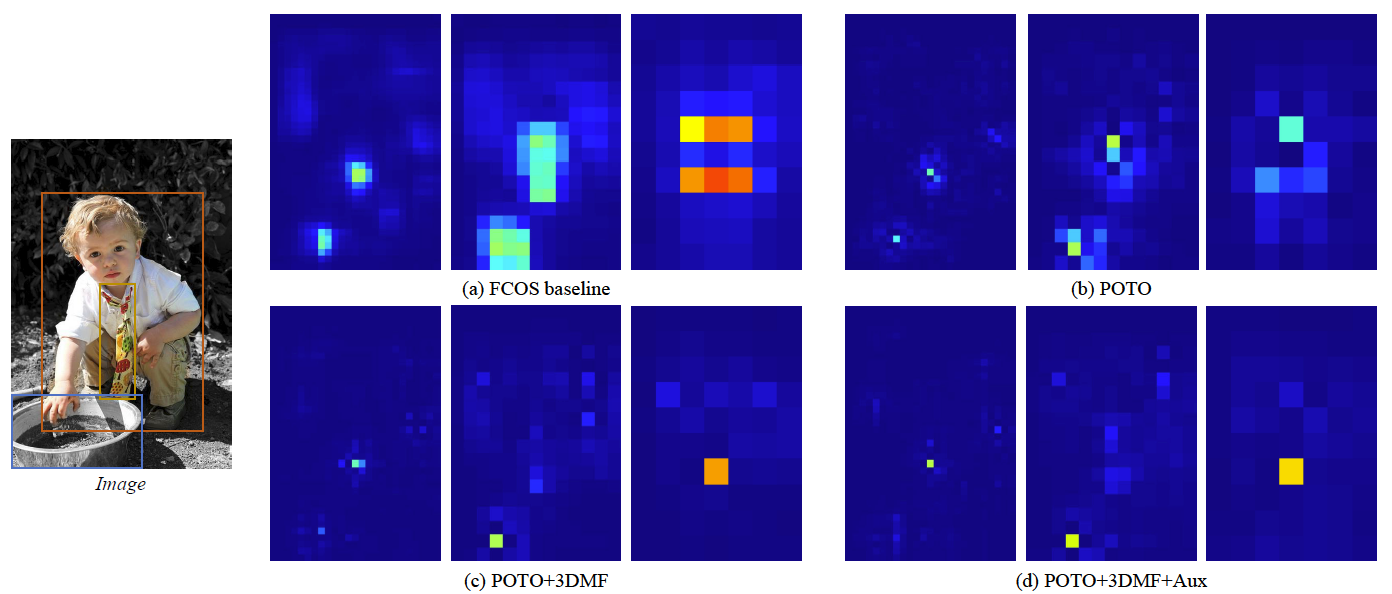 (a) FCOS baseline
(b) POTO
Image
(c) POTO+3DMF
(d) POTO+3DMF+Aux